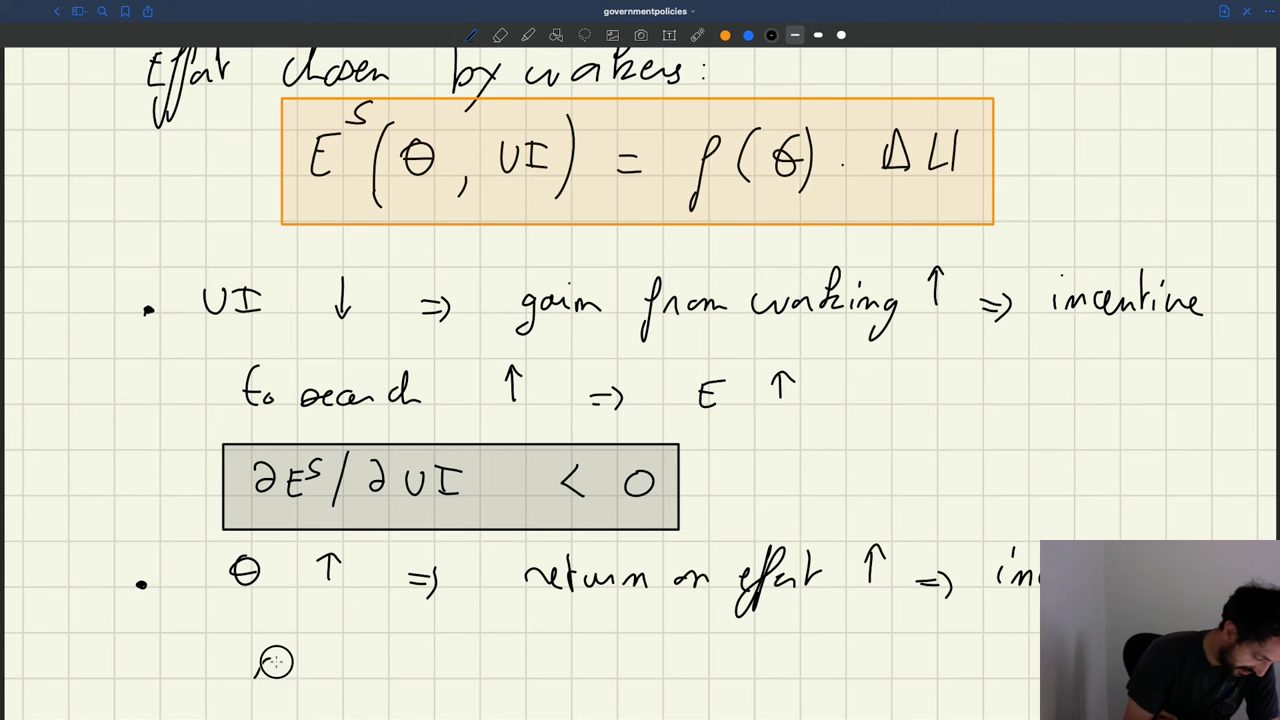 governmentpolicies
Effort chosen by workers:
E^S (θ, UI) = f(θ) · ΔU
• UI ↓ ⇒ gain from working ↑ ⇒ incentive
to search ↑ ⇒ E ↑
∂E^S / ∂UI < 0
• θ ↑ ⇒ return on effort ↑ ⇒ in